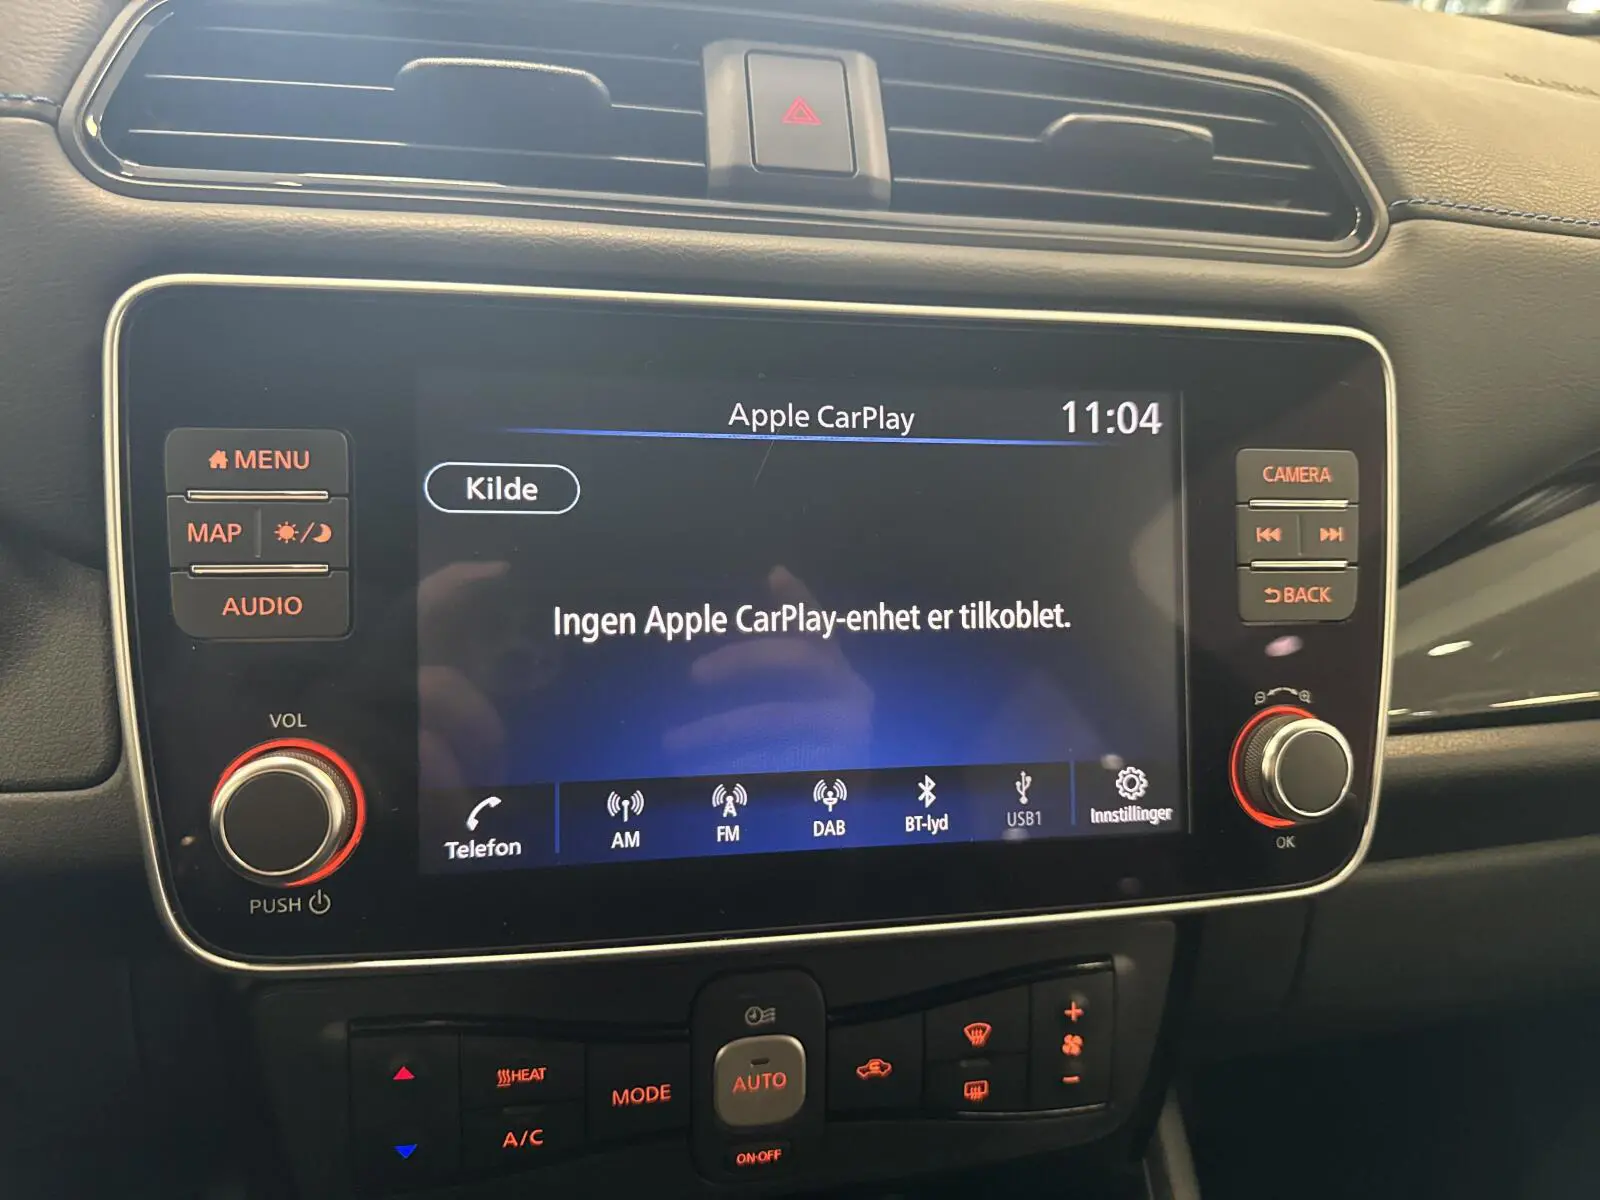 Apple CarPlay
11:04
Kilde
Ingen Apple CarPlay-enhet er tilkoblet.
Telefon
AM
FM
DAB
BT-lyd
USB1
Innstillinger
MENU
MAP
AUDIO
VOL
PUSH
CAMERA
BACK
OK
HEAT
A/C
MODE
AUTO
ON·OFF